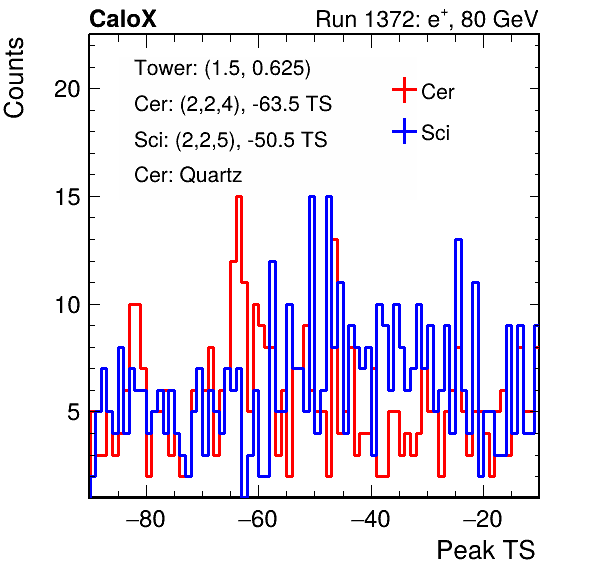 CaloX Run 1372: e⁺, 80 GeV
Counts
Tower: (1.5, 0.625)
Cer: (2,2,4), -63.5 TS
Sci: (2,2,5), -50.5 TS
Cer: Quartz
Cer
Sci
20
15
10
5
−80 −60 −40 −20
Peak TS